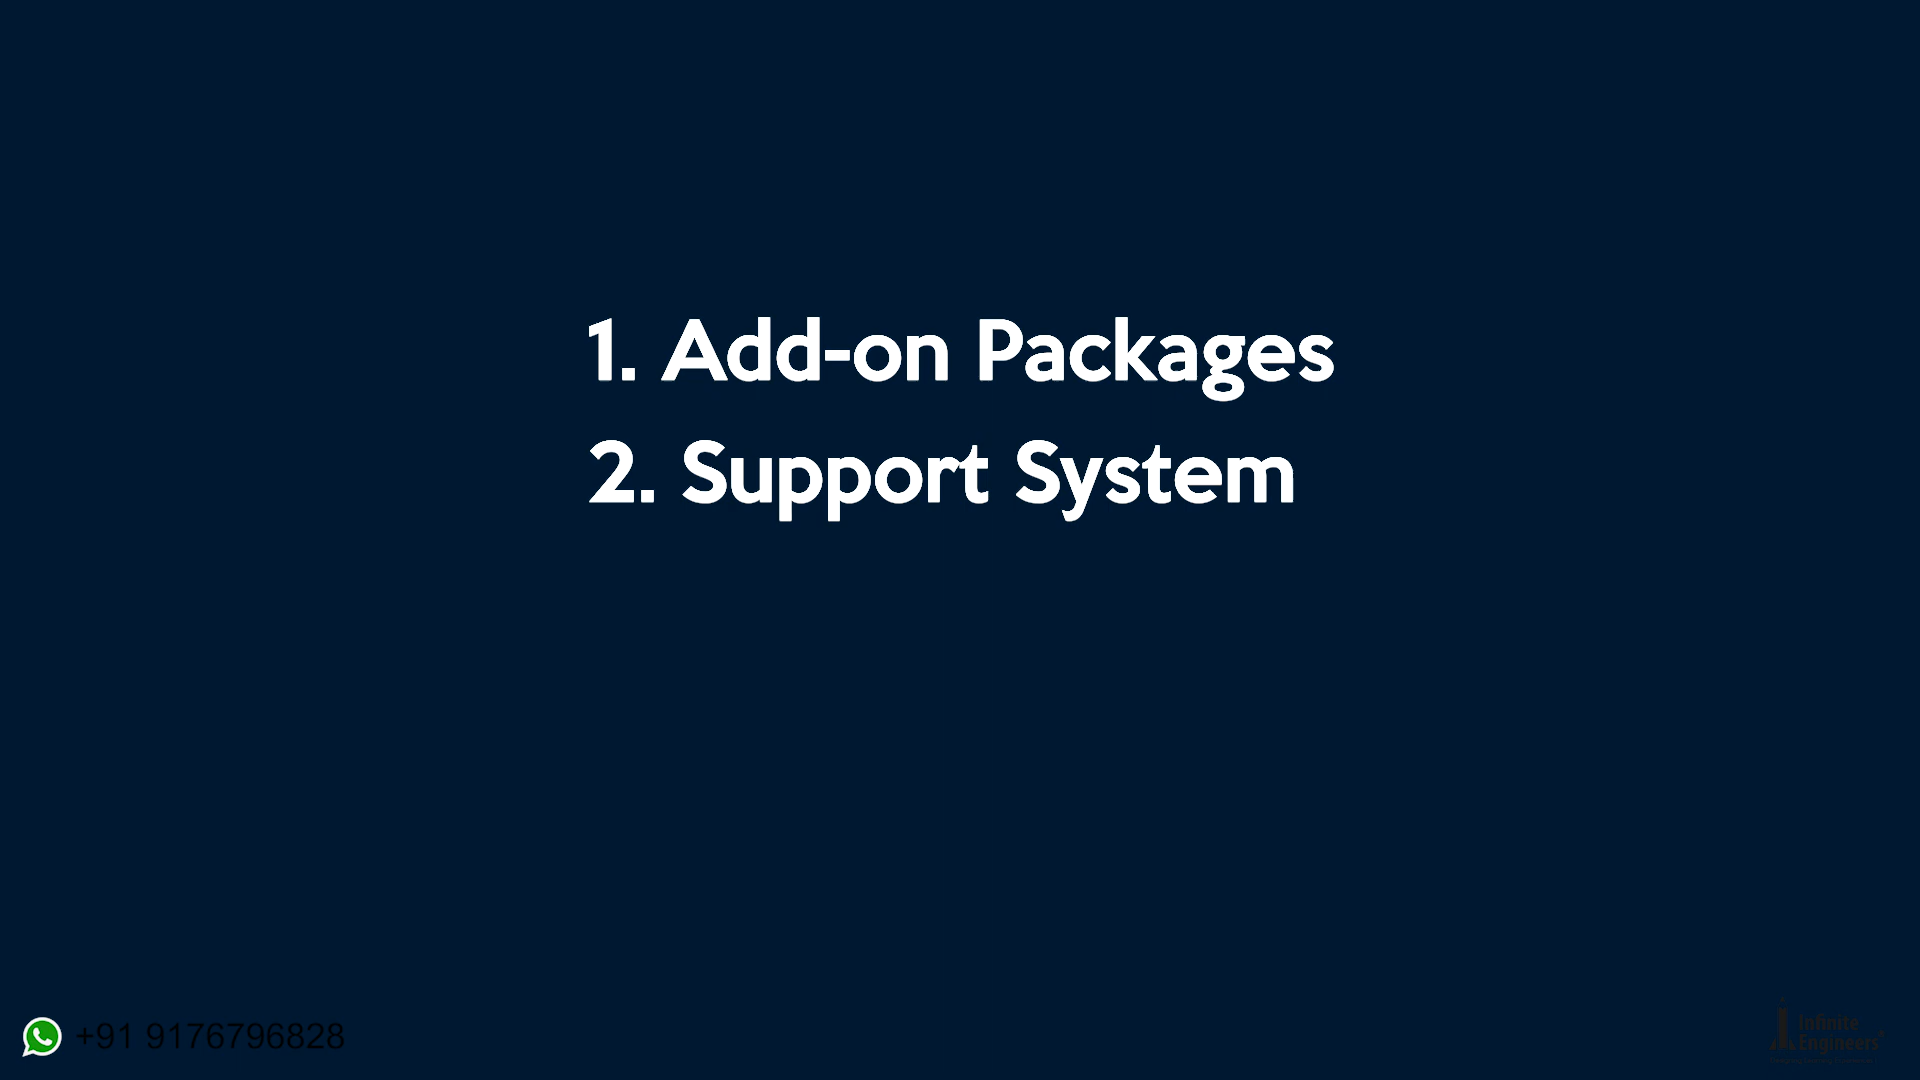 1. Add-on Packages
2. Support System
+91 9176796828
Infinite
Engineers